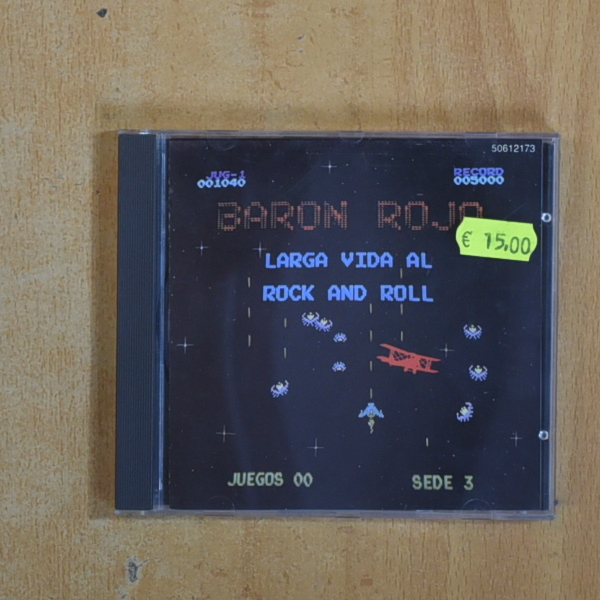 50612173
JUG-1 RECORD
001040 005000
BARON ROJO
€ 15,00
LARGA VIDA AL
ROCK AND ROLL
JUEGOS 00 SEDE 3